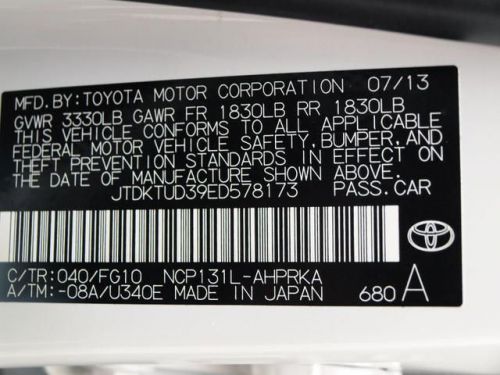 MFD.BY:TOYOTA MOTOR CORPORATION 07/13
GVWR 3330LB GAWR FR 1830LB RR 1830LB
THIS VEHICLE CONFORMS TO ALL APPLICABLE
FEDERAL MOTOR VEHICLE SAFETY,BUMPER,AND
THEFT PREVENTION STANDARDS IN EFFECT ON
THE DATE OF MANUFACTURE SHOWN ABOVE.
JTDKTUD39ED578173 PASS.CAR
C/TR:040/FG10 NCP131L-AHPRKA
A/TM:-08A/U340E MADE IN JAPAN 680 A